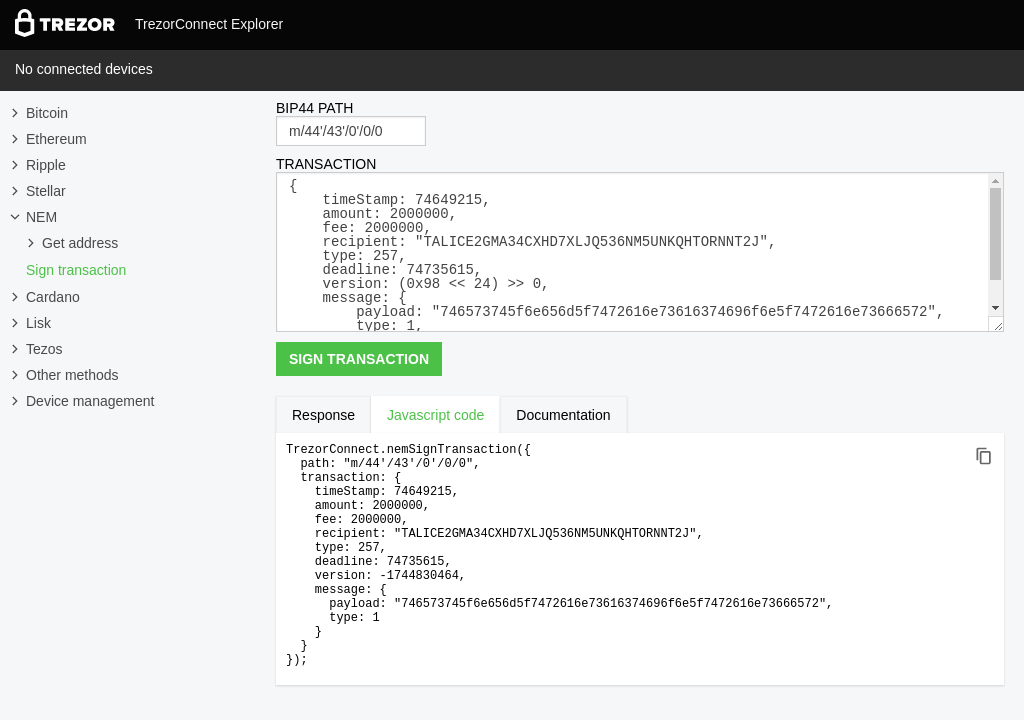 TREZOR TrezorConnect Explorer
No connected devices
Bitcoin
Ethereum
Ripple
Stellar
NEM
Get address
Sign transaction
Cardano
Lisk
Tezos
Other methods
Device management
BIP44 PATH
m/44'/43'/0'/0/0
TRANSACTION
{
    timeStamp: 74649215,
    amount: 2000000,
    fee: 2000000,
    recipient: "TALICE2GMA34CXHD7XLJQ536NM5UNKQHTORNNT2J",
    type: 257,
    deadline: 74735615,
    version: (0x98 << 24) >> 0,
    message: {
        payload: "746573745f6e656d5f7472616e73616374696f6e5f7472616e73666572",
        type: 1,
SIGN TRANSACTION
Response Javascript code Documentation
TrezorConnect.nemSignTransaction({
  path: "m/44'/43'/0'/0/0",
  transaction: {
    timeStamp: 74649215,
    amount: 2000000,
    fee: 2000000,
    recipient: "TALICE2GMA34CXHD7XLJQ536NM5UNKQHTORNNT2J",
    type: 257,
    deadline: 74735615,
    version: -1744830464,
    message: {
      payload: "746573745f6e656d5f7472616e73616374696f6e5f7472616e73666572",
      type: 1
    }
  }
});